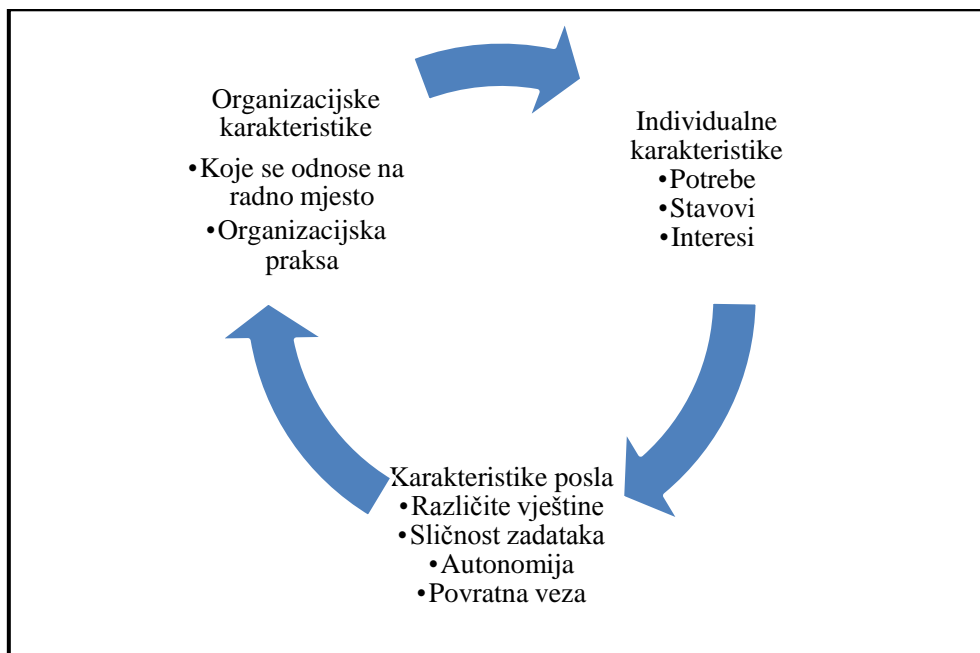 Organizacijske
karakteristike
•Koje se odnose na
radno mjesto
•Organizacijska
praksa
Individualne
karakteristike
•Potrebe
•Stavovi
•Interesi
Karakteristike posla
•Različite vještine
•Sličnost zadataka
•Autonomija
•Povratna veza